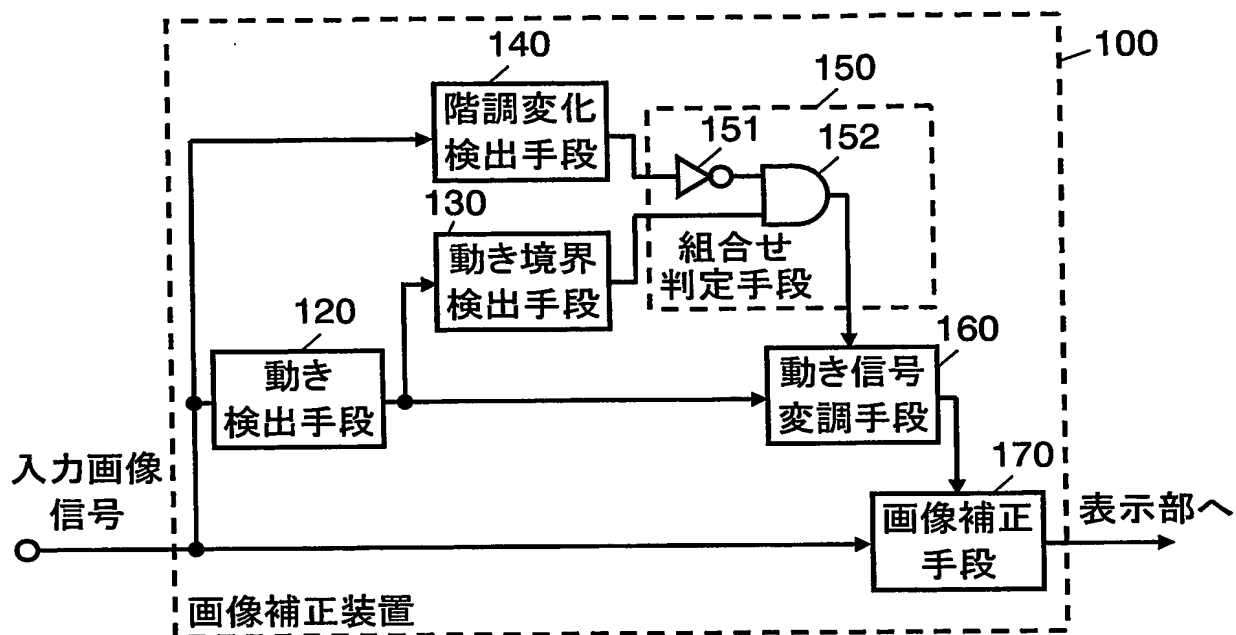 100
140
階調変化
検出手段
150
151
152
130
動き境界
検出手段
組合せ
判定手段
120
動き
検出手段
160
動き信号
変調手段
入力画像
信号
170
画像補正
手段
表示部へ
画像補正装置